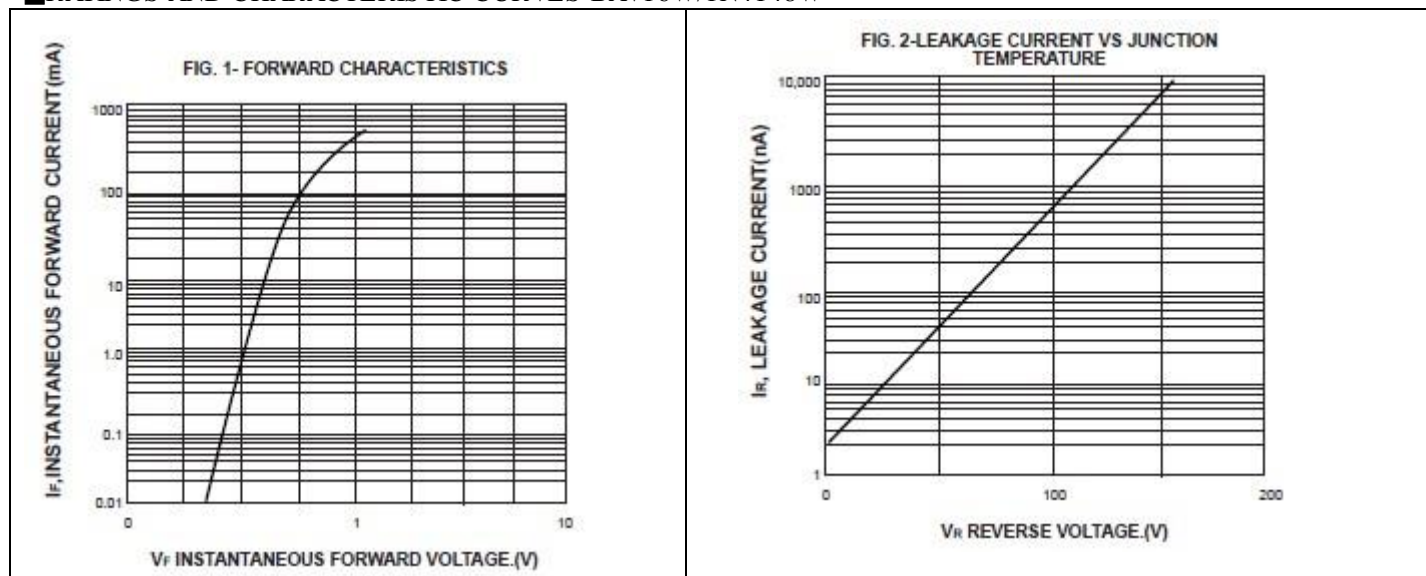 FIG. 1- FORWARD CHARACTERISTICS
IF,INSTANTANEOUS FORWARD CURRENT(mA)
1000
100
10
1.0
0.1
0.01
0
1
10
VF INSTANTANEOUS FORWARD VOLTAGE.(V)
FIG. 2-LEAKAGE CURRENT VS JUNCTION
TEMPERATURE
IR, LEAKAGE CURRENT(nA)
10,000
1000
100
10
1
0
100
200
VR REVERSE VOLTAGE.(V)